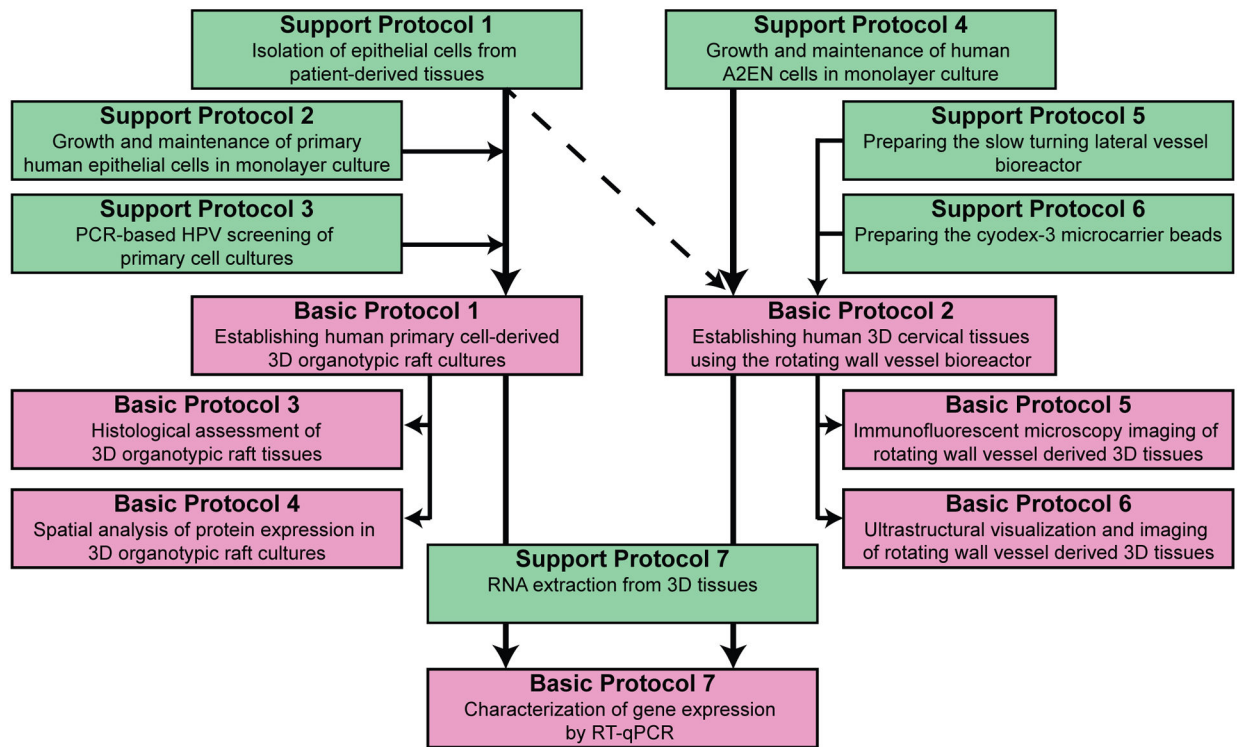 Support Protocol 1
Isolation of epithelial cells from
patient-derived tissues
Support Protocol 4
Growth and maintenance of human
A2EN cells in monolayer culture
Support Protocol 2
Growth and maintenance of primary
human epithelial cells in monolayer culture
Support Protocol 5
Preparing the slow turning lateral vessel
bioreactor
Support Protocol 3
PCR-based HPV screening of
primary cell cultures
Support Protocol 6
Preparing the cyodex-3 microcarrier beads
Basic Protocol 1
Establishing human primary cell-derived
3D organotypic raft cultures
Basic Protocol 2
Establishing human 3D cervical tissues
using the rotating wall vessel bioreactor
Basic Protocol 3
Histological assessment of
3D organotypic raft tissues
Basic Protocol 5
Immunofluorescent microscopy imaging of
rotating wall vessel derived 3D tissues
Basic Protocol 4
Spatial analysis of protein expression in
3D organotypic raft cultures
Basic Protocol 6
Ultrastructural visualization and imaging
of rotating wall vessel derived 3D tissues
Support Protocol 7
RNA extraction from 3D tissues
Basic Protocol 7
Characterization of gene expression
by RT-qPCR